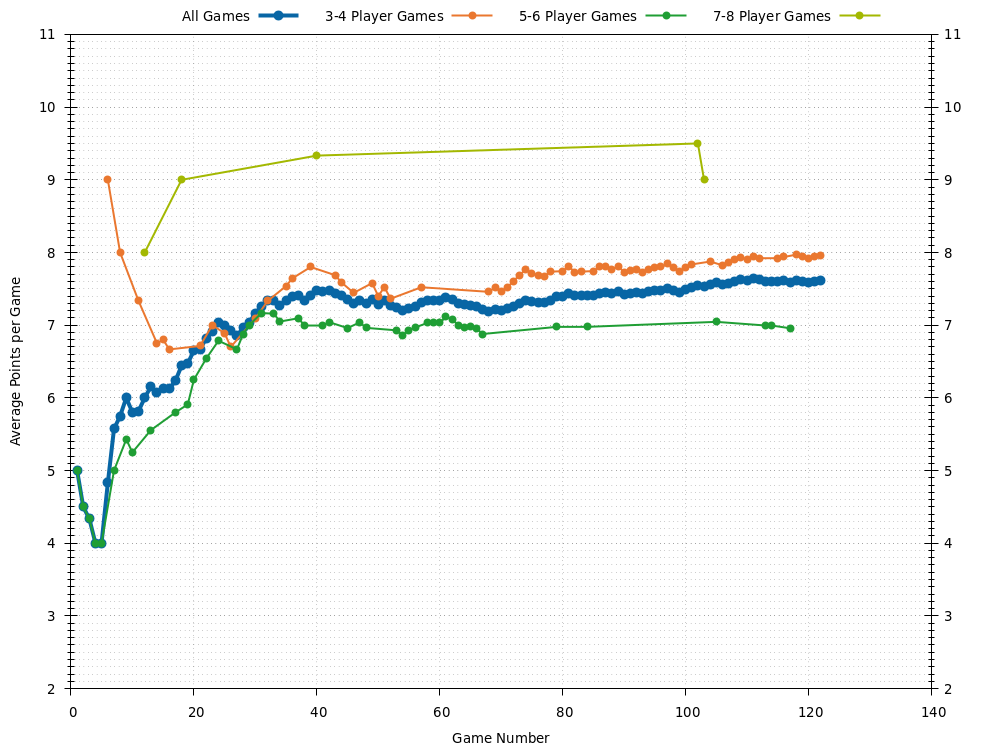 All Games 3-4 Player Games 5-6 Player Games 7-8 Player Games
11 11
10 10
9 9
8 8
7 7
6 6
5 5
4 4
3 3
2 2
Average Points per Game
0 20 40 60 80 100 120 140
Game Number